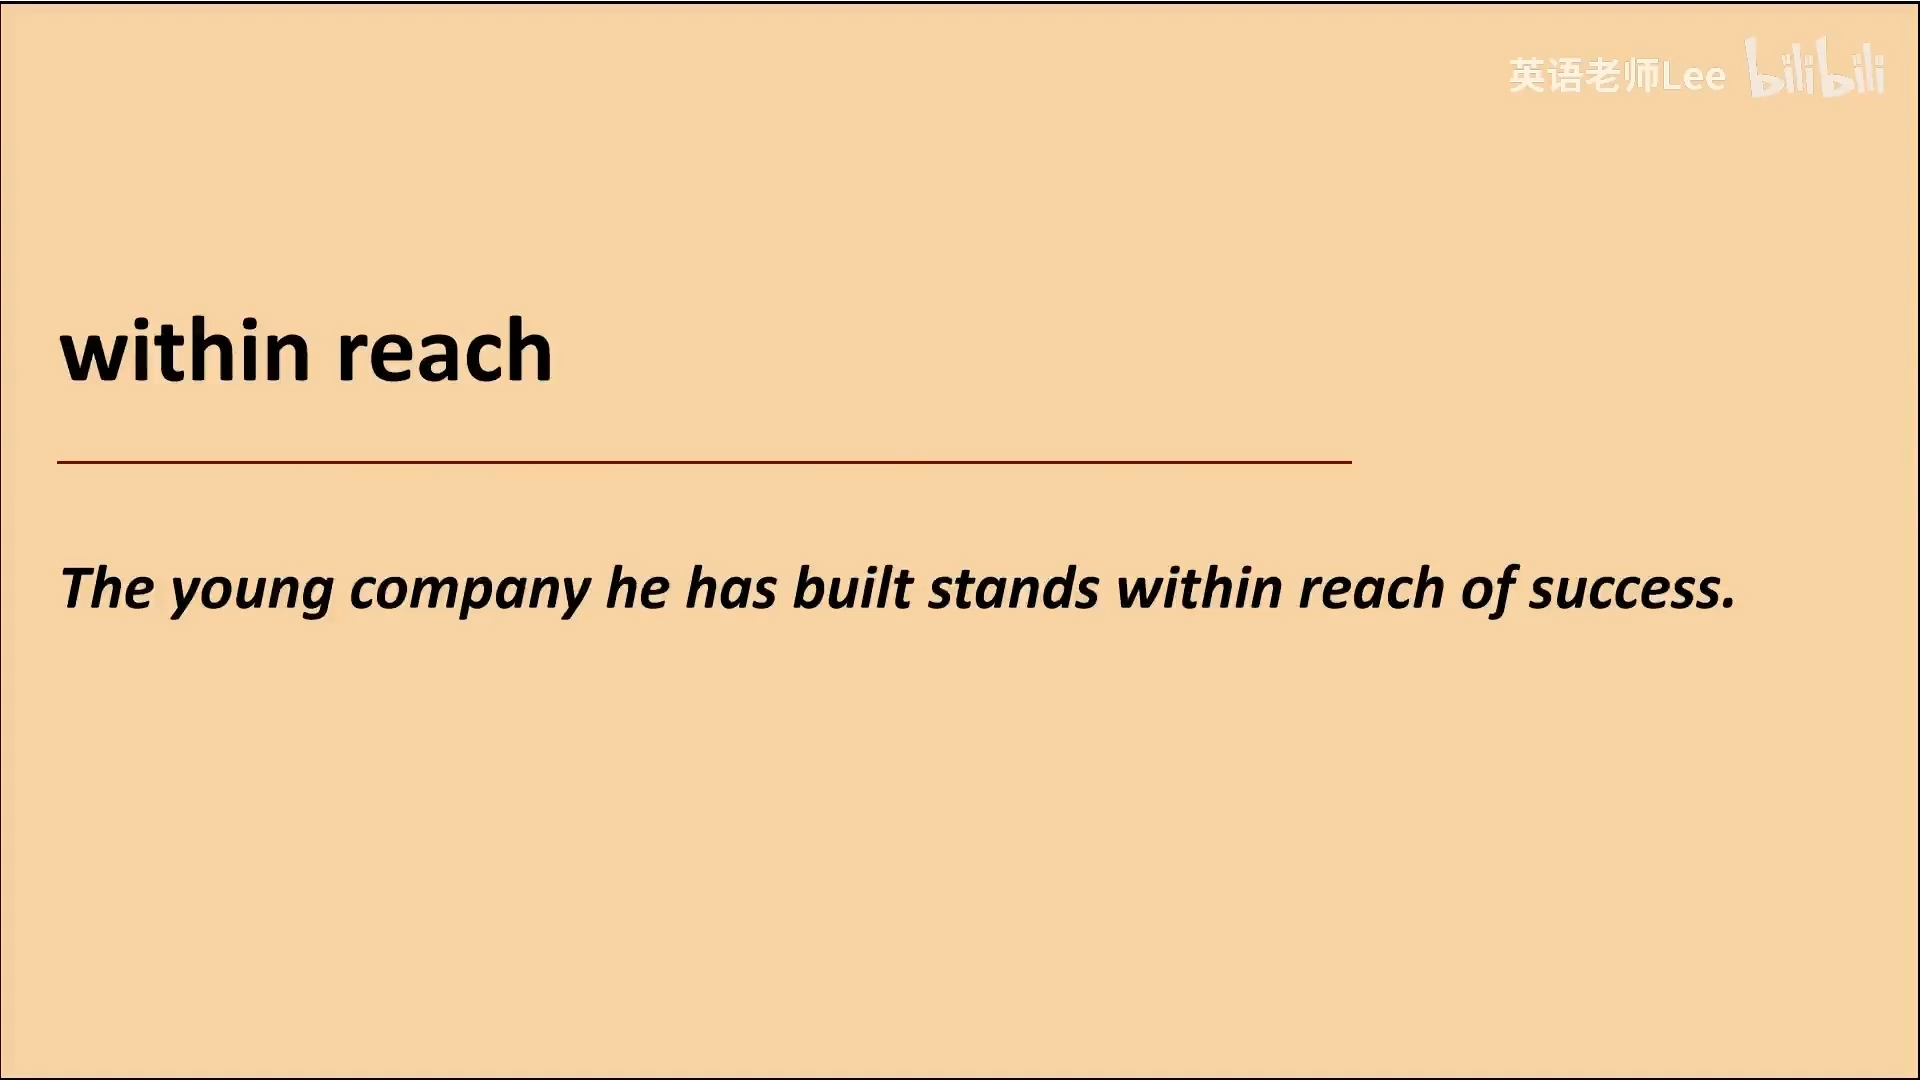 英语老师Lee bilibili
within reach
The young company he has built stands within reach of success.